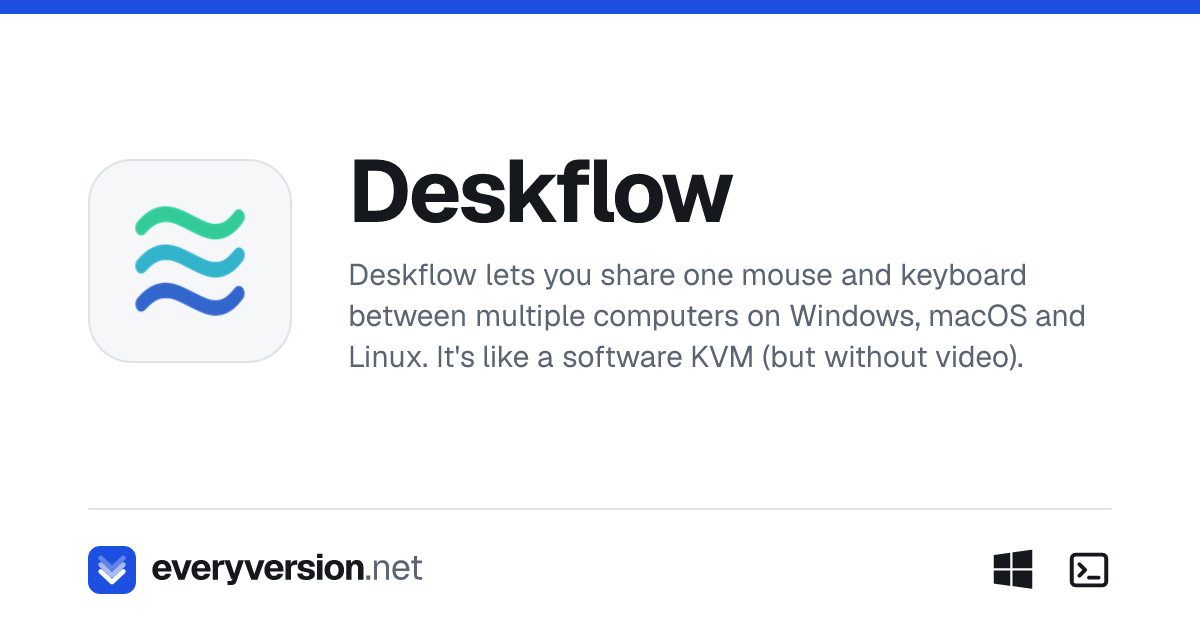 Deskflow
Deskflow lets you share one mouse and keyboard
between multiple computers on Windows, macOS and
Linux. It's like a software KVM (but without video).
everyversion.net